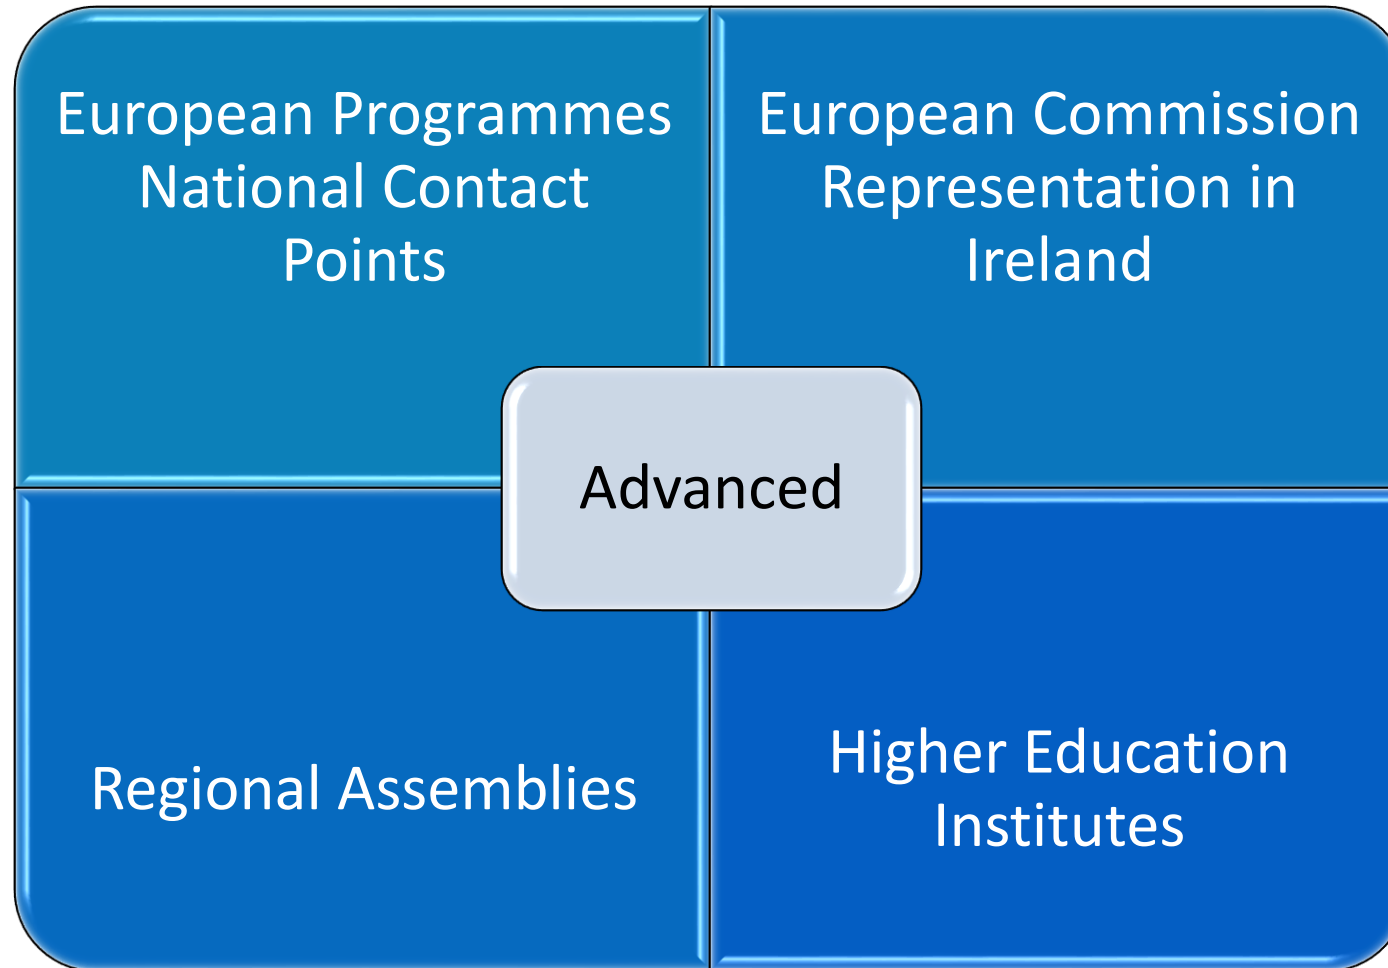 European Programmes
National Contact
Points
European Commission
Representation in
Ireland
Advanced
Regional Assemblies
Higher Education
Institutes